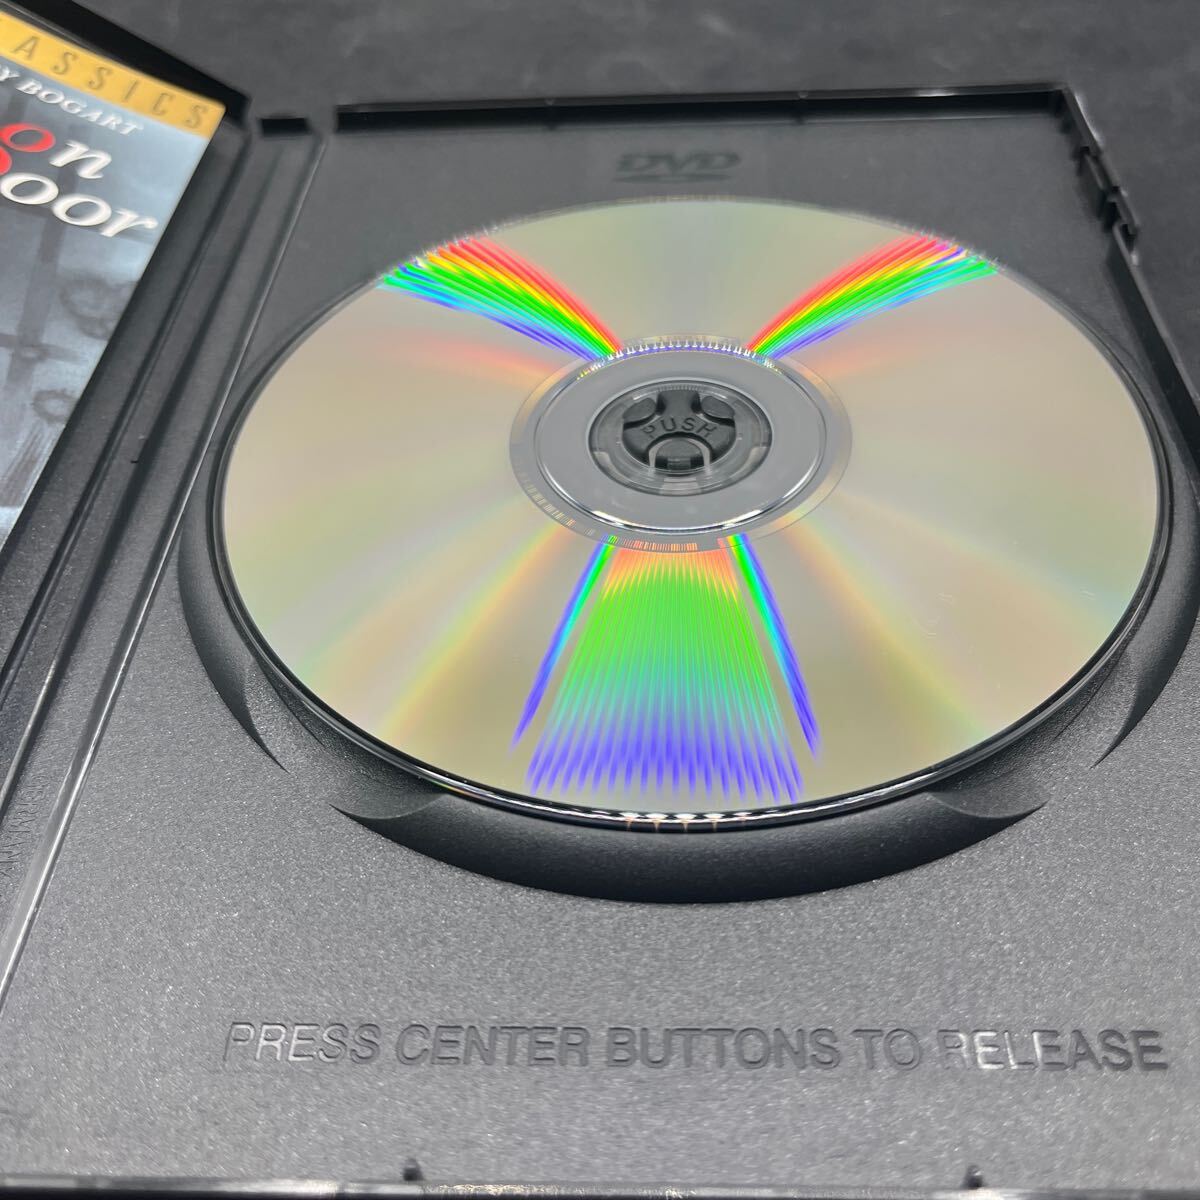 ASSICS
Y BOGART
on
oor
DVD
PUSH
PRESS CENTER BUTTONS TO RELEASE